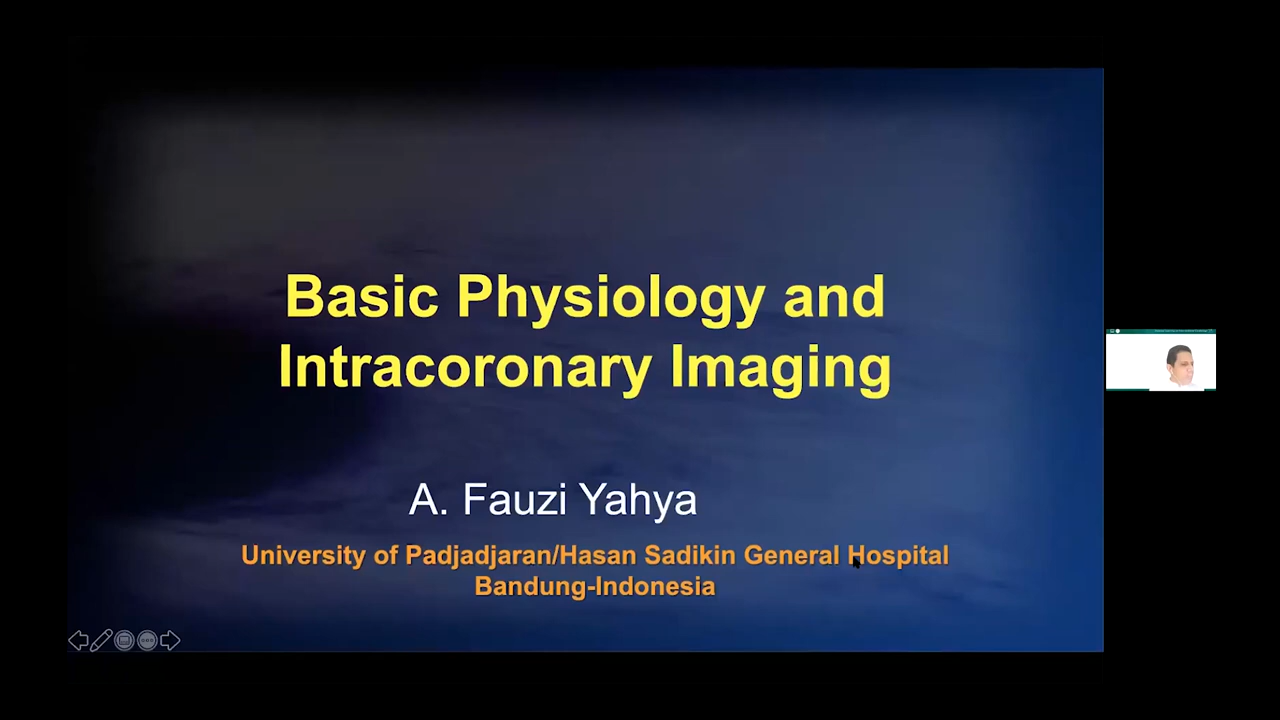 Basic Physiology and
Intracoronary Imaging
A. Fauzi Yahya
University of Padjadjaran/Hasan Sadikin General Hospital
Bandung-Indonesia